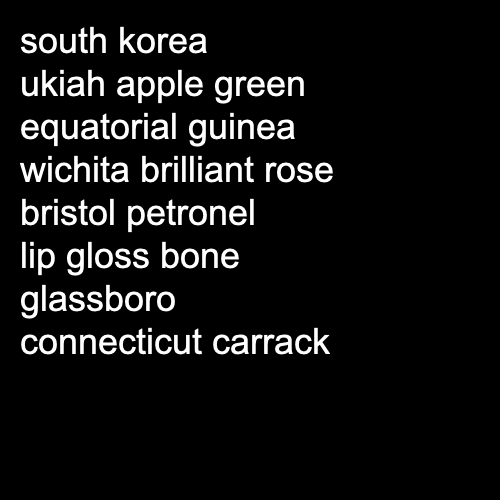 south korea
ukiah apple green
equatorial guinea
wichita brilliant rose
bristol petronel
lip gloss bone
glassboro
connecticut carrack